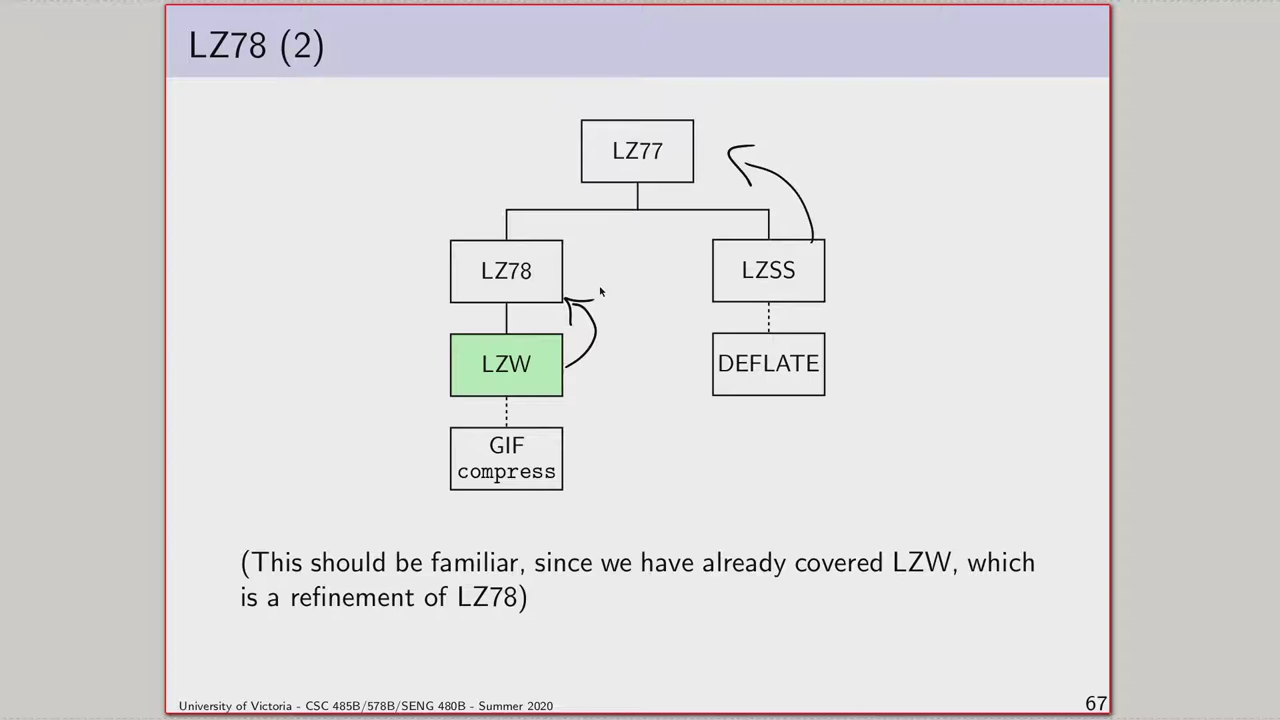 LZ78 (2)
LZ77
LZ78
LZSS
LZW
DEFLATE
GIF
compress
(This should be familiar, since we have already covered LZW, which
is a refinement of LZ78)
University of Victoria - CSC 485B/578B/SENG 480B - Summer 2020
67